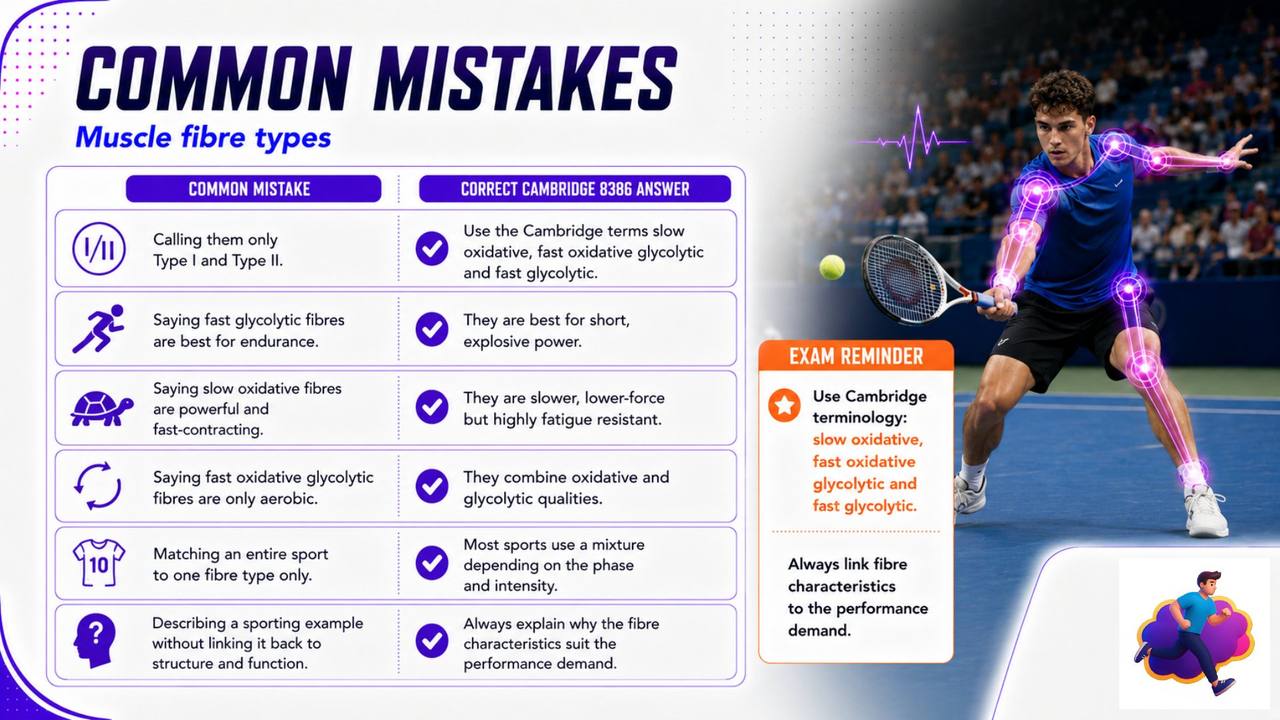 COMMON MISTAKES
Muscle fibre types
COMMON MISTAKE
CORRECT CAMBRIDGE 8386 ANSWER
I/II
Calling them only
Type I and Type II.
Use the Cambridge terms slow
oxidative, fast oxidative glycolytic
and fast glycolytic.
Saying fast glycolytic fibres
are best for endurance.
They are best for short,
explosive power.
Saying slow oxidative fibres
are powerful and
fast-contracting.
They are slower, lower-force
but highly fatigue resistant.
Saying fast oxidative glycolytic
fibres are only aerobic.
They combine oxidative and
glycolytic qualities.
10
Matching an entire sport
to one fibre type only.
Most sports use a mixture
depending on the phase
and intensity.
?
Describing a sporting example
without linking it back to
structure and function.
Always explain why the fibre
characteristics suit the
performance demand.
EXAM REMINDER
Use Cambridge
terminology:
slow oxidative,
fast oxidative
glycolytic and
fast glycolytic.
Always link fibre
characteristics
to the performance
demand.